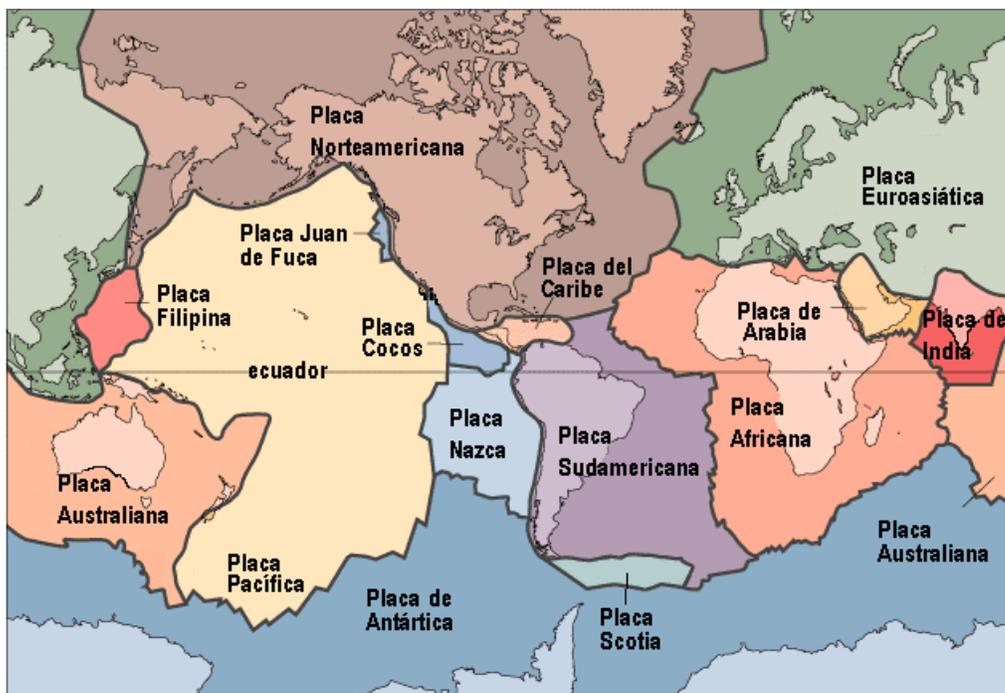 Placa
Norteamericana
Placa
Euroasiática
Placa Juan
de Fuca
Placa del
Caribe
Placa
Filipina
Placa de
Arabia
Placa de
India
Placa
Cocos
ecuador
Placa
Nazca
Placa
Sudamericana
Placa
Africana
Placa
Australiana
Placa
Australiana
Placa
Pacífica
Placa de
Antártica
Placa
Scotia